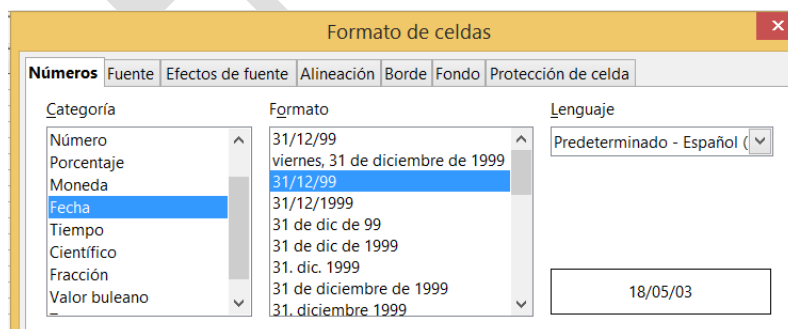 Formato de celdas
Números Fuente Efectos de fuente Alineación Borde Fondo Protección de celda
Categoría
Número
Porcentaje
Moneda
Fecha
Tiempo
Científico
Fracción
Valor buleano
Formato
31/12/99
viernes, 31 de diciembre de 1999
31/12/99
31/12/1999
31 de dic de 99
31 de dic de 1999
31. dic. 1999
31 de diciembre de 1999
31. diciembre 1999
Lenguaje
Predeterminado - Español (
18/05/03